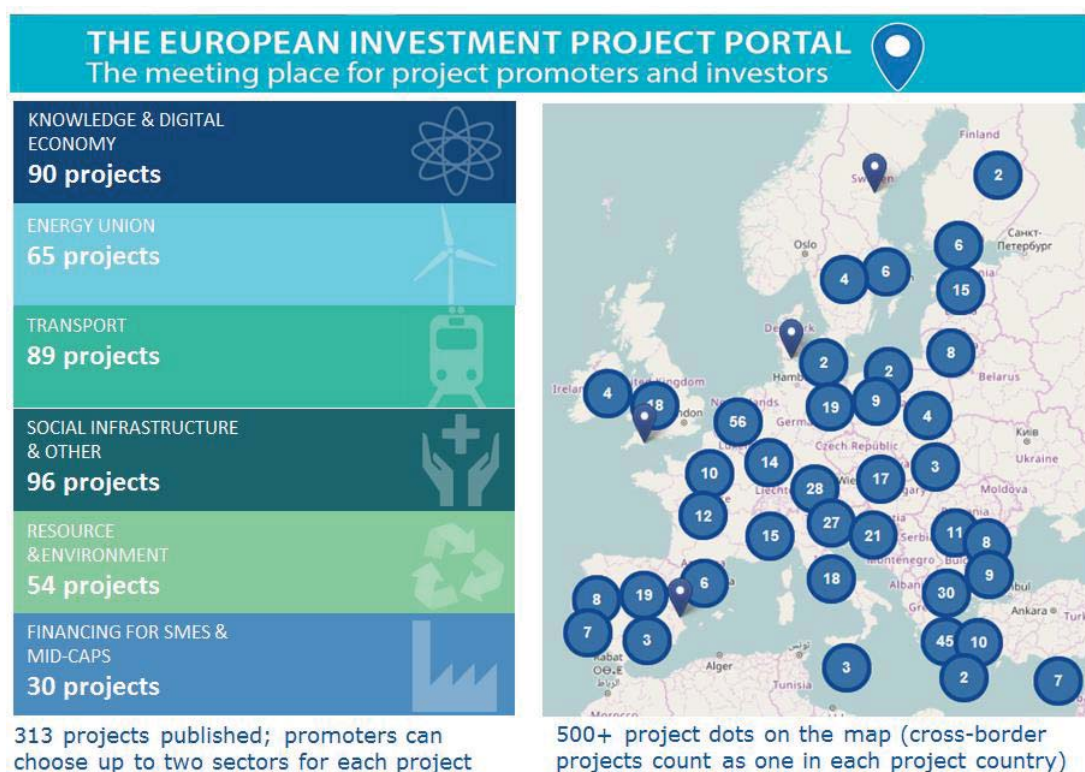 THE EUROPEAN INVESTMENT PROJECT PORTAL
The meeting place for project promoters and investors
KNOWLEDGE & DIGITAL
ECONOMY
90 projects
ENERGY UNION
65 projects
TRANSPORT
89 projects
SOCIAL INFRASTRUCTURE
& OTHER
96 projects
RESOURCE
&ENVIRONMENT
54 projects
FINANCING FOR SMES &
MID-CAPS
30 projects
313 projects published; promoters can
choose up to two sectors for each project
Finland
2
Санкт-
Петербург
6
Oslo
4
6
15
8
2
2
Belarus
4
18
19
9
4
56
Czech Republic
Київ
Ukraine
14
3
10
17
28
Moldova
12
27
15
21
11
8
18
9
6
19
8
30
Ankara
7
3
45
10
Rabat
Alger
تونس
Tunisia
3
2
7
الرباط
500+ project dots on the map (cross-border
projects count as one in each project country)